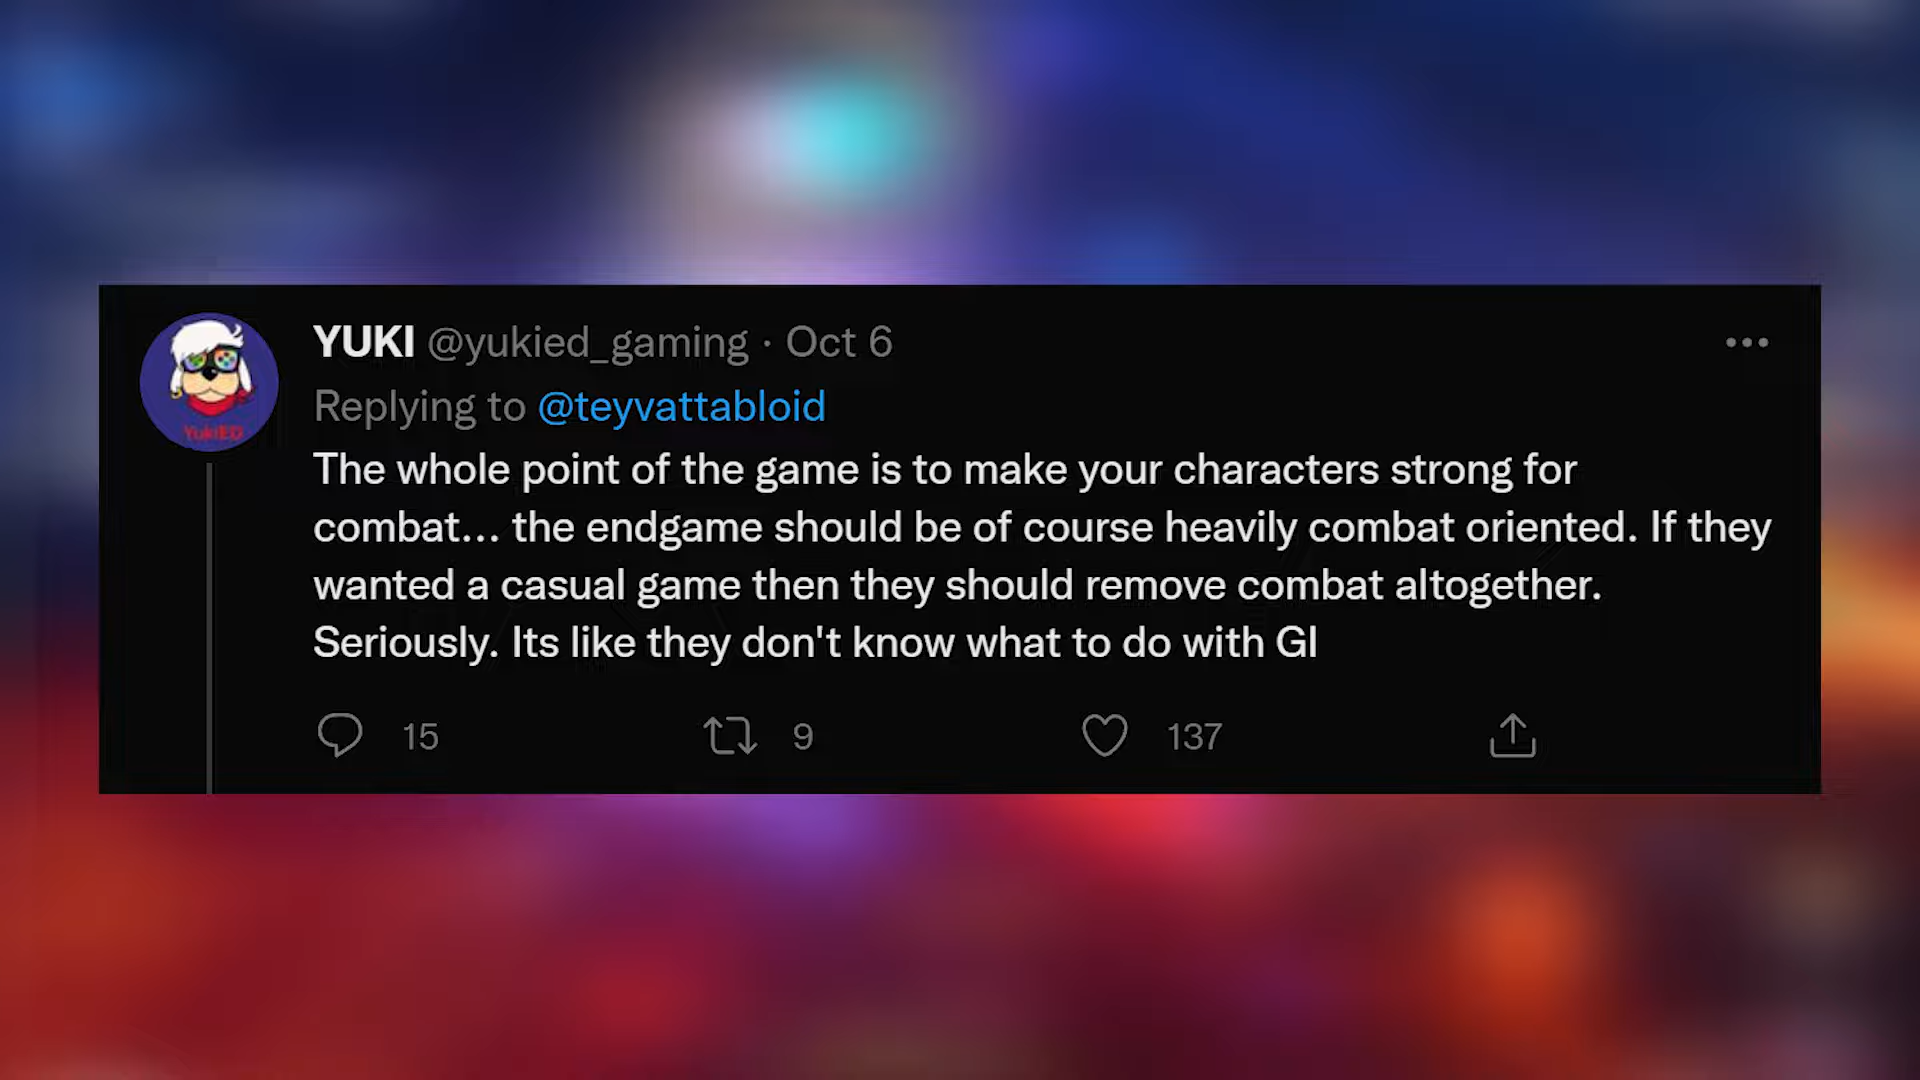 YUKI @yukied_gaming · Oct 6
Replying to @teyvattabloid
The whole point of the game is to make your characters strong for
combat... the endgame should be of course heavily combat oriented. If they
wanted a casual game then they should remove combat altogether.
Seriously. Its like they don't know what to do with GI
15 9 137
YukiED